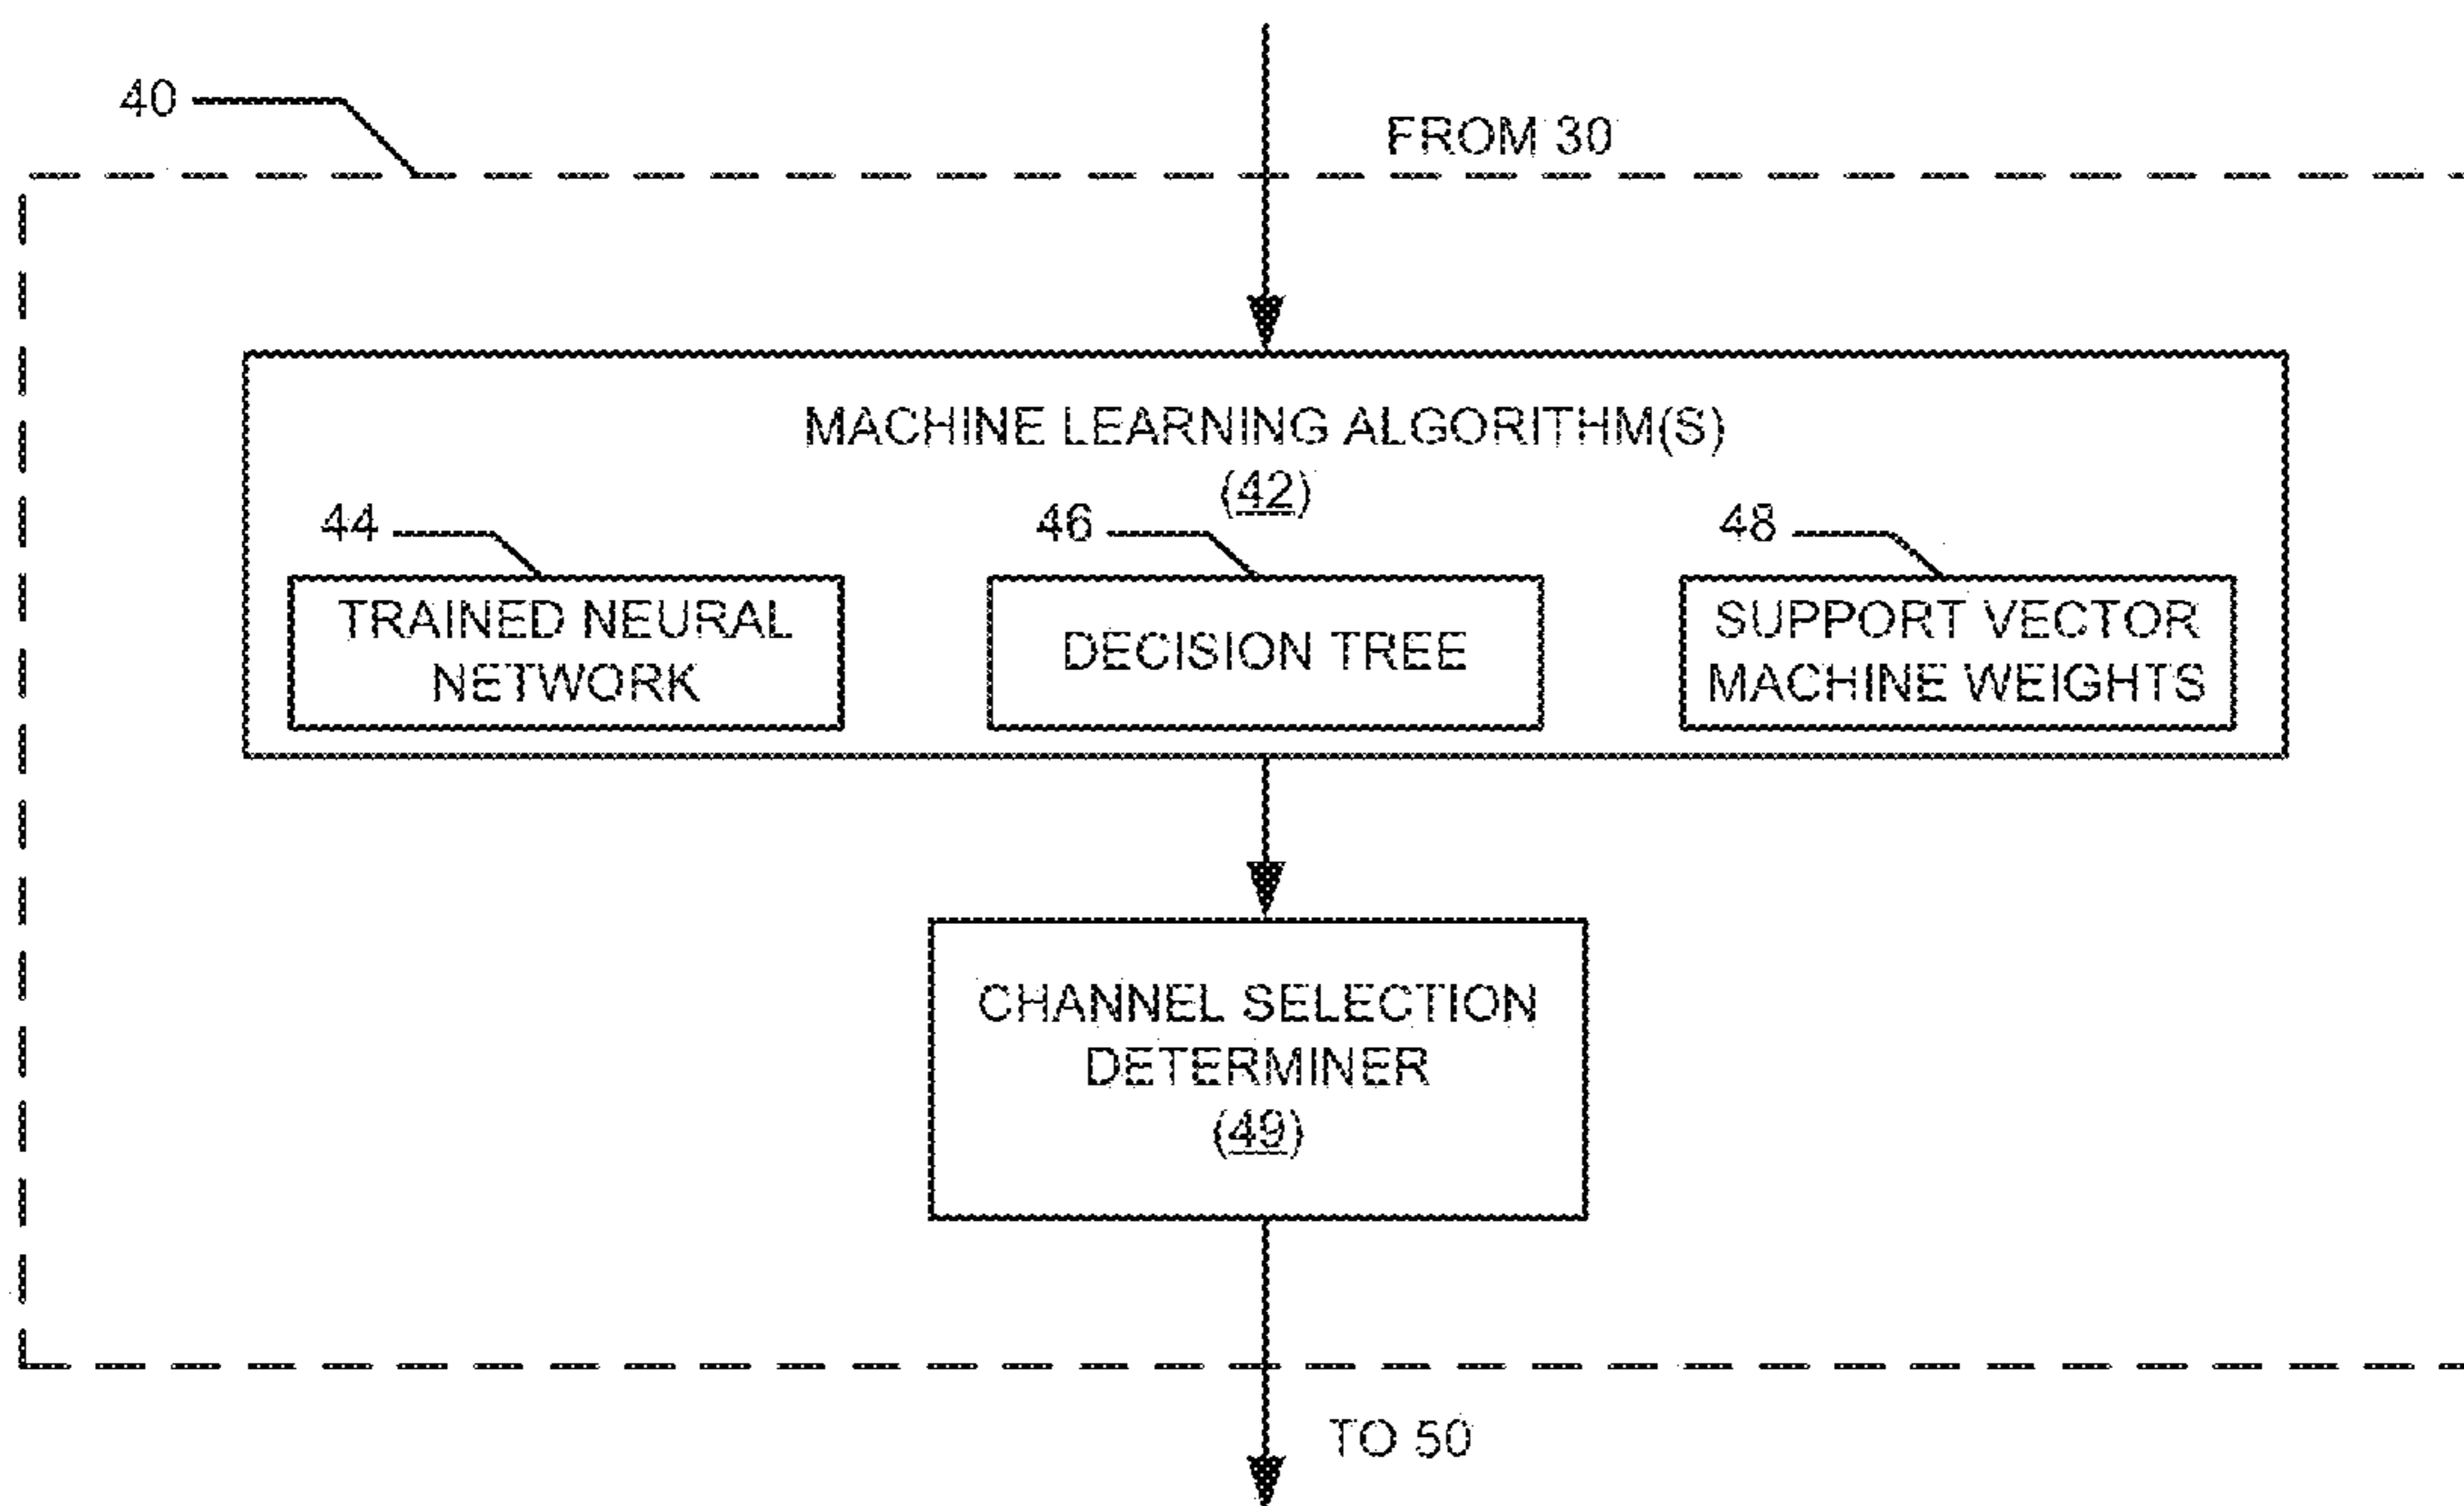 40
FROM 30
MACHINE LEARNING ALGORITHM(S)
(42)
44
46
48
TRAINED NEURAL
NETWORK
DECISION TREE
SUPPORT VECTOR
MACHINE WEIGHTS
CHANNEL SELECTION
DETERMINER
(49)
TO 50